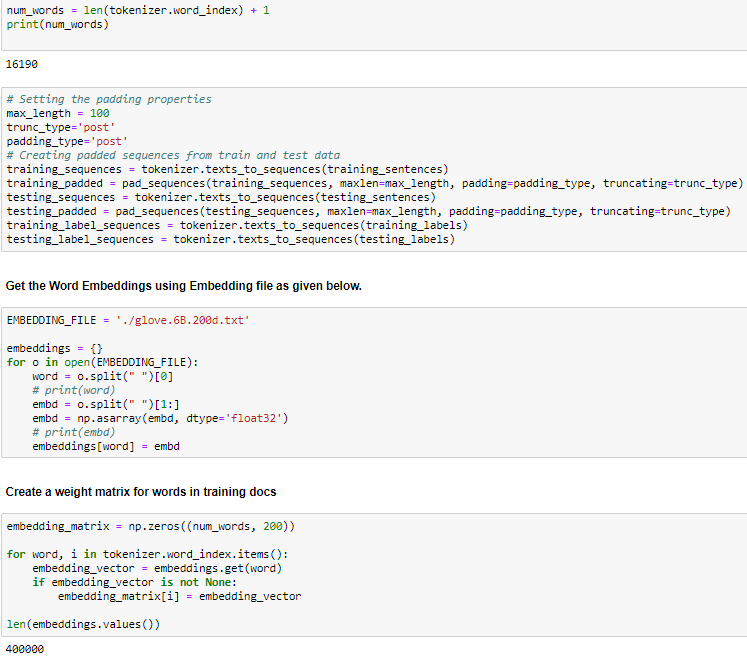 num_words = len(tokenizer.word_index) + 1
print(num_words)
16190
# Setting the padding properties
max_length = 100
trunc_type='post'
padding_type='post'
# Creating padded sequences from train and test data
training_sequences = tokenizer.texts_to_sequences(training_sentences)
training_padded = pad_sequences(training_sequences, maxlen=max_length, padding=padding_type, truncating=trunc_type)
testing_sequences = tokenizer.texts_to_sequences(testing_sentences)
testing_padded = pad_sequences(testing_sequences, maxlen=max_length, padding=padding_type, truncating=trunc_type)
training_label_sequences = tokenizer.texts_to_sequences(training_labels)
testing_label_sequences = tokenizer.texts_to_sequences(testing_labels)
Get the Word Embeddings using Embedding file as given below.
EMBEDDING_FILE = './glove.6B.200d.txt'
embeddings = {}
for o in open(EMBEDDING_FILE):
    word = o.split(" ")[0]
    # print(word)
    embd = o.split(" ")[1:]
    embd = np.asarray(embd, dtype='float32')
    # print(embd)
    embeddings[word] = embd
Create a weight matrix for words in training docs
embedding_matrix = np.zeros((num_words, 200))
for word, i in tokenizer.word_index.items():
    embedding_vector = embeddings.get(word)
    if embedding_vector is not None:
        embedding_matrix[i] = embedding_vector
len(embeddings.values())
400000